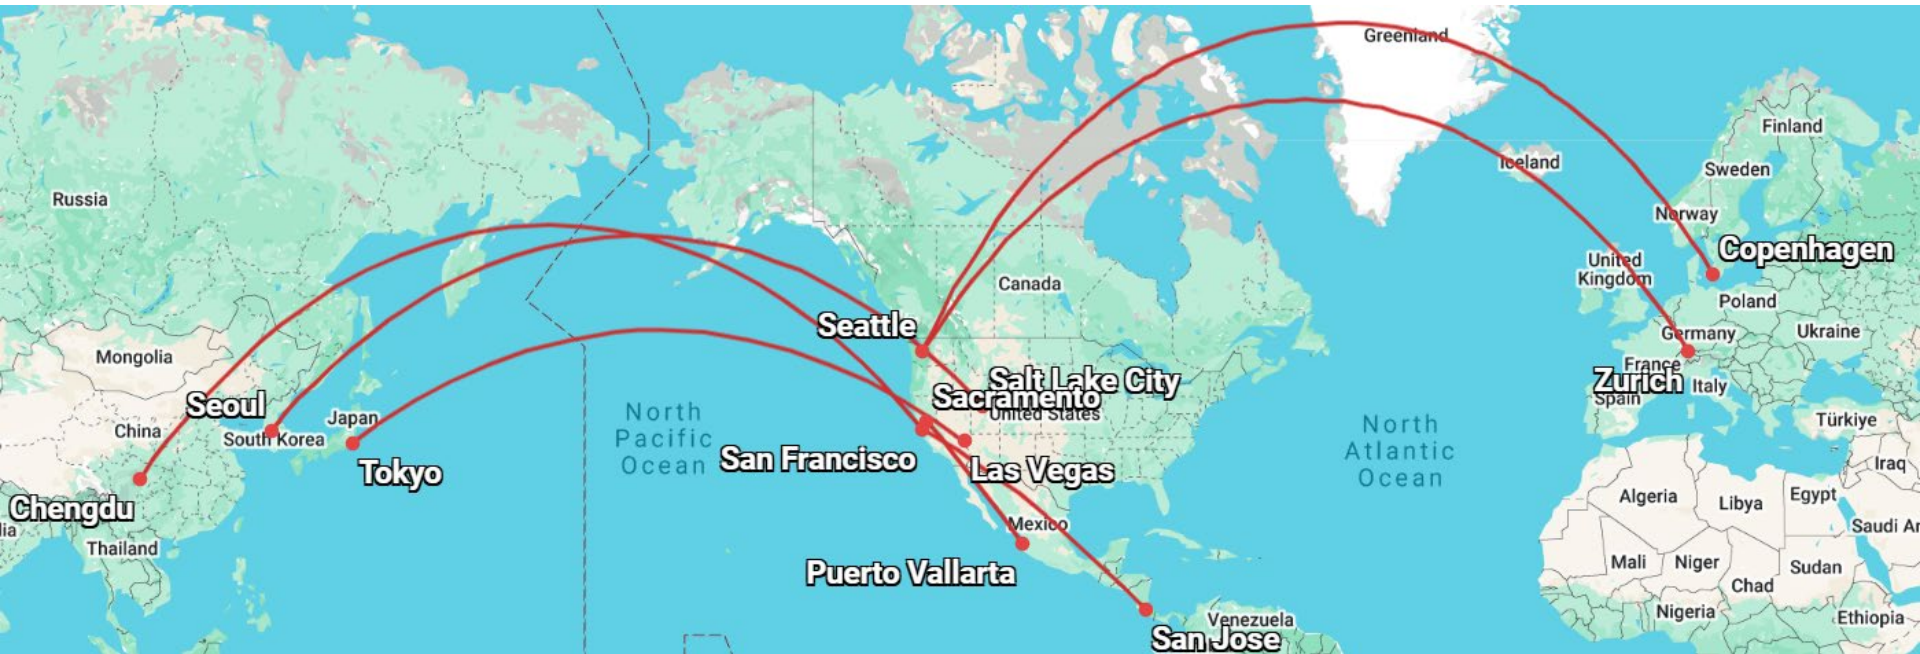 Greenland
Finland
Iceland
Sweden
Russia
Norway
Copenhagen
United
Kingdom
Canada
Poland
Seattle
Germany
Ukraine
Mongolia
France
Zurich
Italy
Salt Lake City
Sacramento
United States
Spain
Seoul
Japan
North
Pacific
Ocean
North
Atlantic
Ocean
Türkiye
China
South Korea
San Francisco
Las Vegas
Iraq
Tokyo
Chengdu
Algeria
Libya
Egypt
Mexico
Saudi Ar
lia
Thailand
Puerto Vallarta
Mali
Niger
Chad
Sudan
Nigeria
Ethiopia
Venezuela
San Jose